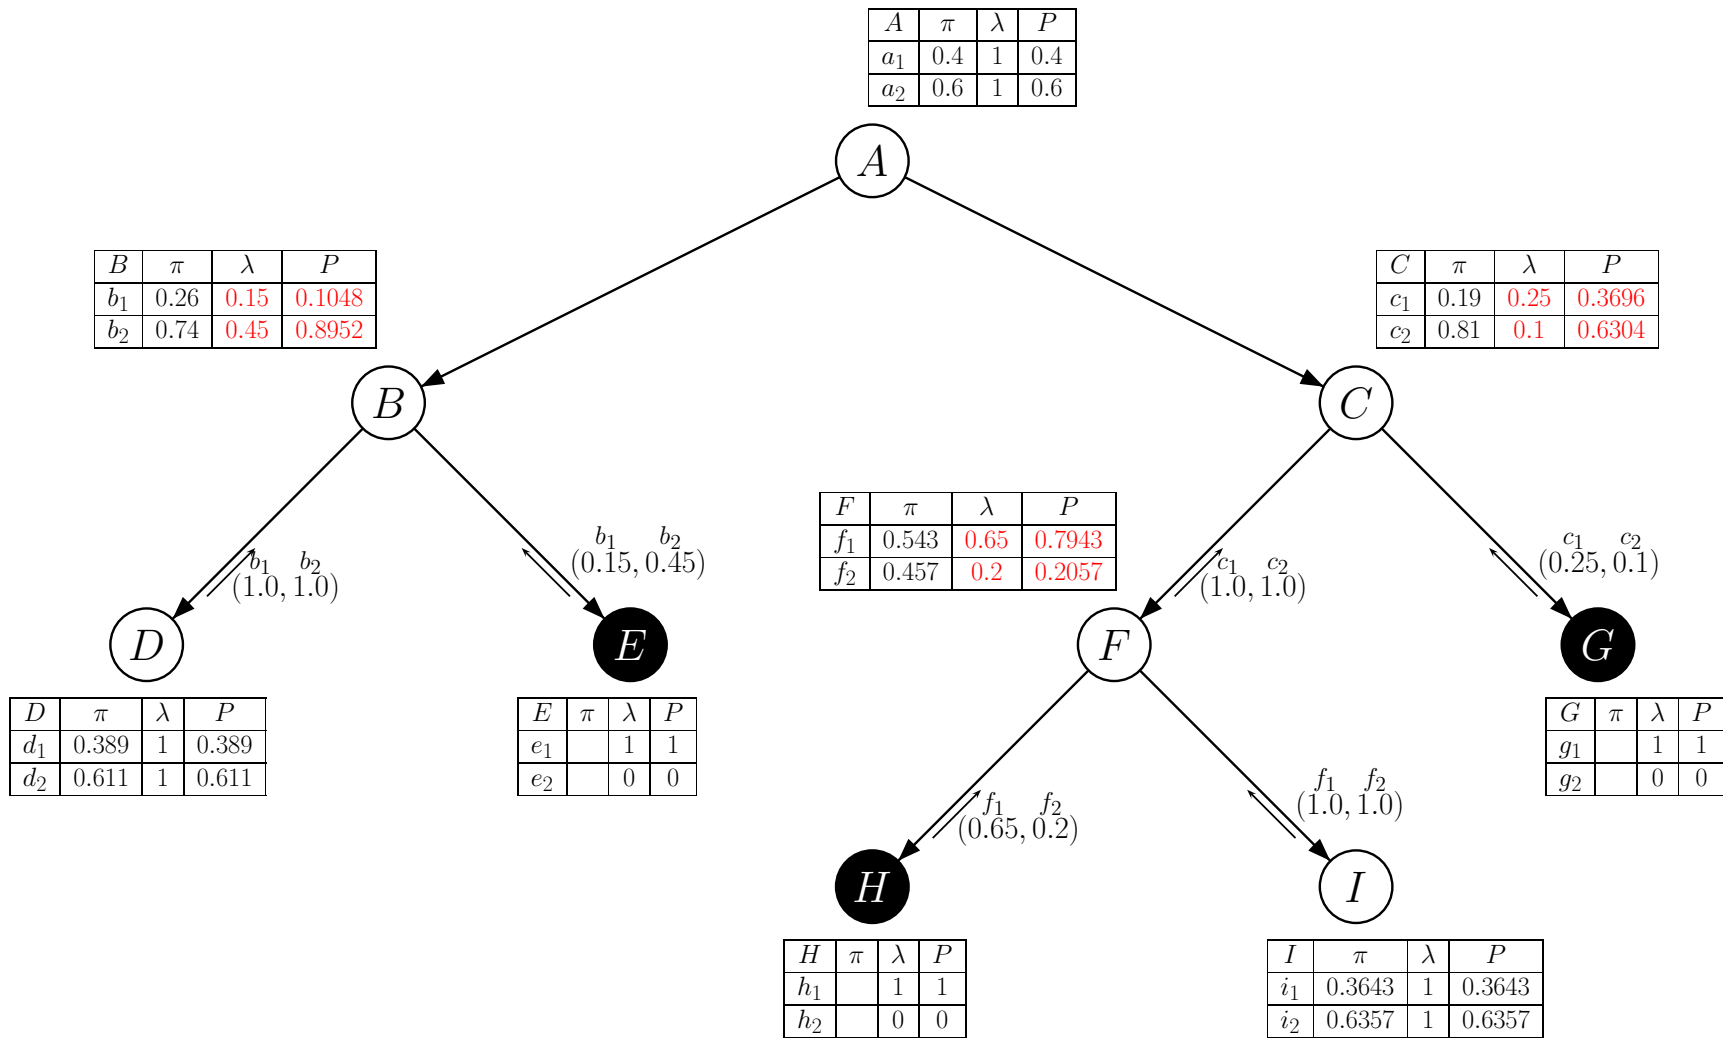 A π λ P
a₁ 0.4 1 0.4
a₂ 0.6 1 0.6
A
B π λ P
b₁ 0.26 0.15 0.1048
b₂ 0.74 0.45 0.8952
C π λ P
c₁ 0.19 0.25 0.3696
c₂ 0.81 0.1 0.6304
B
C
F π λ P
f₁ 0.543 0.65 0.7943
f₂ 0.457 0.2 0.2057
b₁ b₂
(1.0, 1.0)
b₁ b₂
(0.15, 0.45)
c₁ c₂
(1.0, 1.0)
c₁ c₂
(0.25, 0.1)
D
E
F
G
D π λ P
d₁ 0.389 1 0.389
d₂ 0.611 1 0.611
E π λ P
e₁ 1 1
e₂ 0 0
G π λ P
g₁ 1 1
g₂ 0 0
f₁ f₂
(0.65, 0.2)
f₁ f₂
(1.0, 1.0)
H
I
H π λ P
h₁ 1 1
h₂ 0 0
I π λ P
i₁ 0.3643 1 0.3643
i₂ 0.6357 1 0.6357